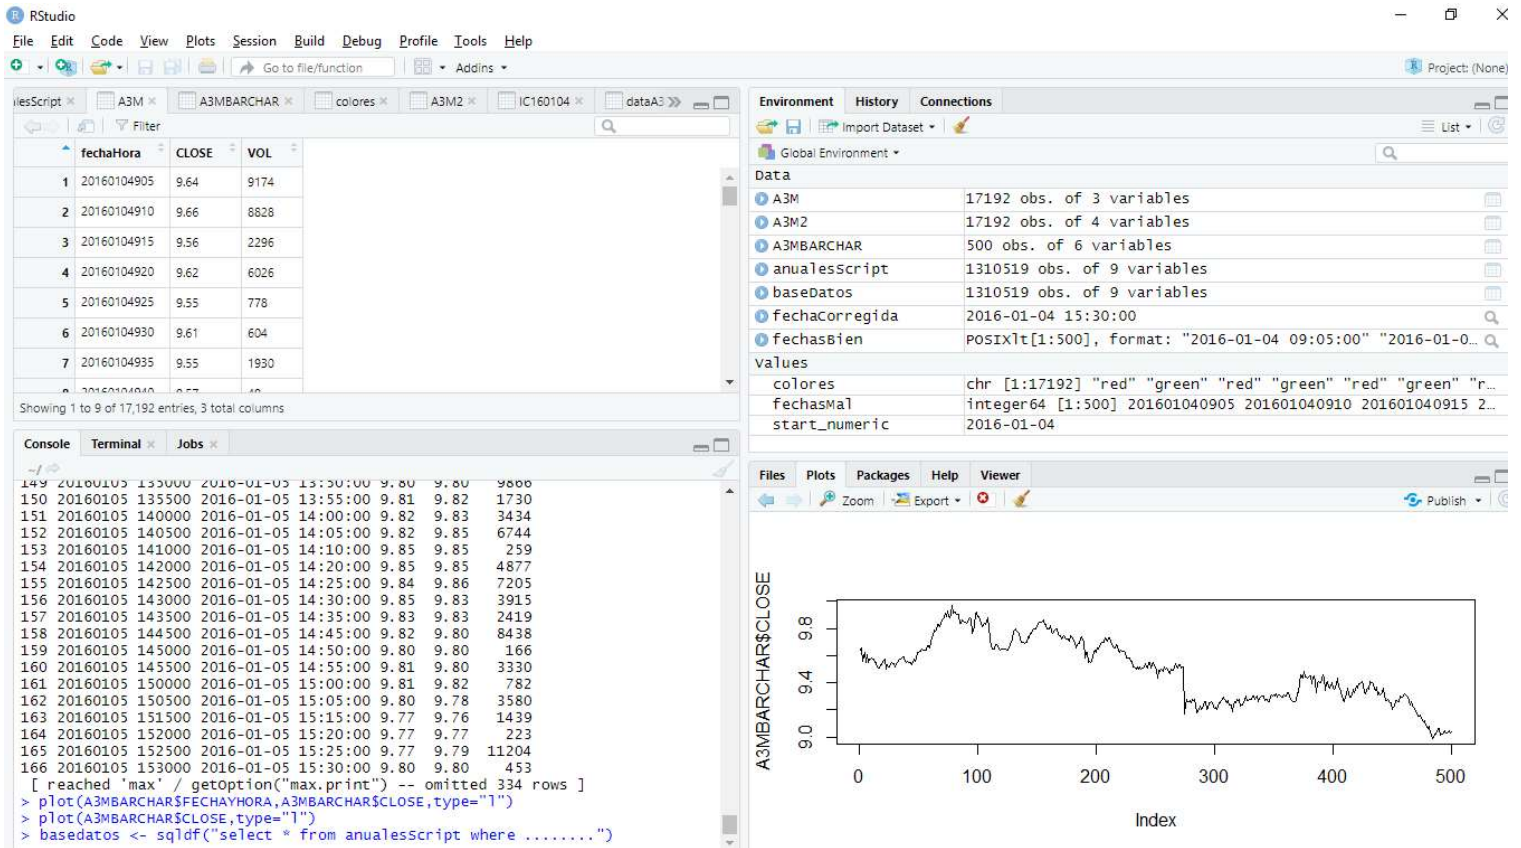 RStudio
File Edit Code View Plots Session Build Debug Profile Tools Help
Go to file/function Addins Project: (None)
lesScript A3M A3MBARCHAR colores A3M2 IC160104 dataA3
Filter
fechaHora CLOSE VOL
1 20160104905 9.64 9174
2 20160104910 9.66 8828
3 20160104915 9.56 2296
4 20160104920 9.62 6026
5 20160104925 9.55 778
6 20160104930 9.61 604
7 20160104935 9.55 1930
Showing 1 to 9 of 17,192 entries, 3 total columns
Console Terminal Jobs
~/
149 20160105 135000 2016-01-05 13:50:00 9.80 9.80 9866
150 20160105 135500 2016-01-05 13:55:00 9.81 9.82 1730
151 20160105 140000 2016-01-05 14:00:00 9.82 9.83 3434
152 20160105 140500 2016-01-05 14:05:00 9.82 9.85 6744
153 20160105 141000 2016-01-05 14:10:00 9.85 9.85 259
154 20160105 142000 2016-01-05 14:20:00 9.85 9.85 4877
155 20160105 142500 2016-01-05 14:25:00 9.84 9.86 7205
156 20160105 143000 2016-01-05 14:30:00 9.85 9.83 3915
157 20160105 143500 2016-01-05 14:35:00 9.83 9.83 2419
158 20160105 144500 2016-01-05 14:45:00 9.82 9.80 8438
159 20160105 145000 2016-01-05 14:50:00 9.80 9.80 166
160 20160105 145500 2016-01-05 14:55:00 9.81 9.80 3330
161 20160105 150000 2016-01-05 15:00:00 9.81 9.82 782
162 20160105 150500 2016-01-05 15:05:00 9.80 9.78 3580
163 20160105 151500 2016-01-05 15:15:00 9.77 9.76 1439
164 20160105 152000 2016-01-05 15:20:00 9.77 9.77 223
165 20160105 152500 2016-01-05 15:25:00 9.77 9.79 11204
166 20160105 153000 2016-01-05 15:30:00 9.80 9.80 453
[ reached 'max' / getOption("max.print") -- omitted 334 rows ]
> plot(A3MBARCHAR$FECHAYHORA,A3MBARCHAR$CLOSE,type="l")
> plot(A3MBARCHAR$CLOSE,type="l")
> basedatos <- sqldf("select * from anualesScript where ........")
Environment History Connections
Import Dataset List
Global Environment
Data
A3M 17192 obs. of 3 variables
A3M2 17192 obs. of 4 variables
A3MBARCHAR 500 obs. of 6 variables
anualesScript 1310519 obs. of 9 variables
baseDatos 1310519 obs. of 9 variables
fechaCorregida 2016-01-04 15:30:00
fechasBien POSIXlt[1:500], format: "2016-01-04 09:05:00" "2016-01-0…
Values
colores chr [1:17192] "red" "green" "red" "green" "red" "green" "r…
fechasMal integer64 [1:500] 201601040905 201601040910 201601040915 2…
start_numeric 2016-01-04
Files Plots Packages Help Viewer
Zoom Export Publish
A3MBARCHAR$CLOSE
9.8
9.4
9.0
0 100 200 300 400 500
Index